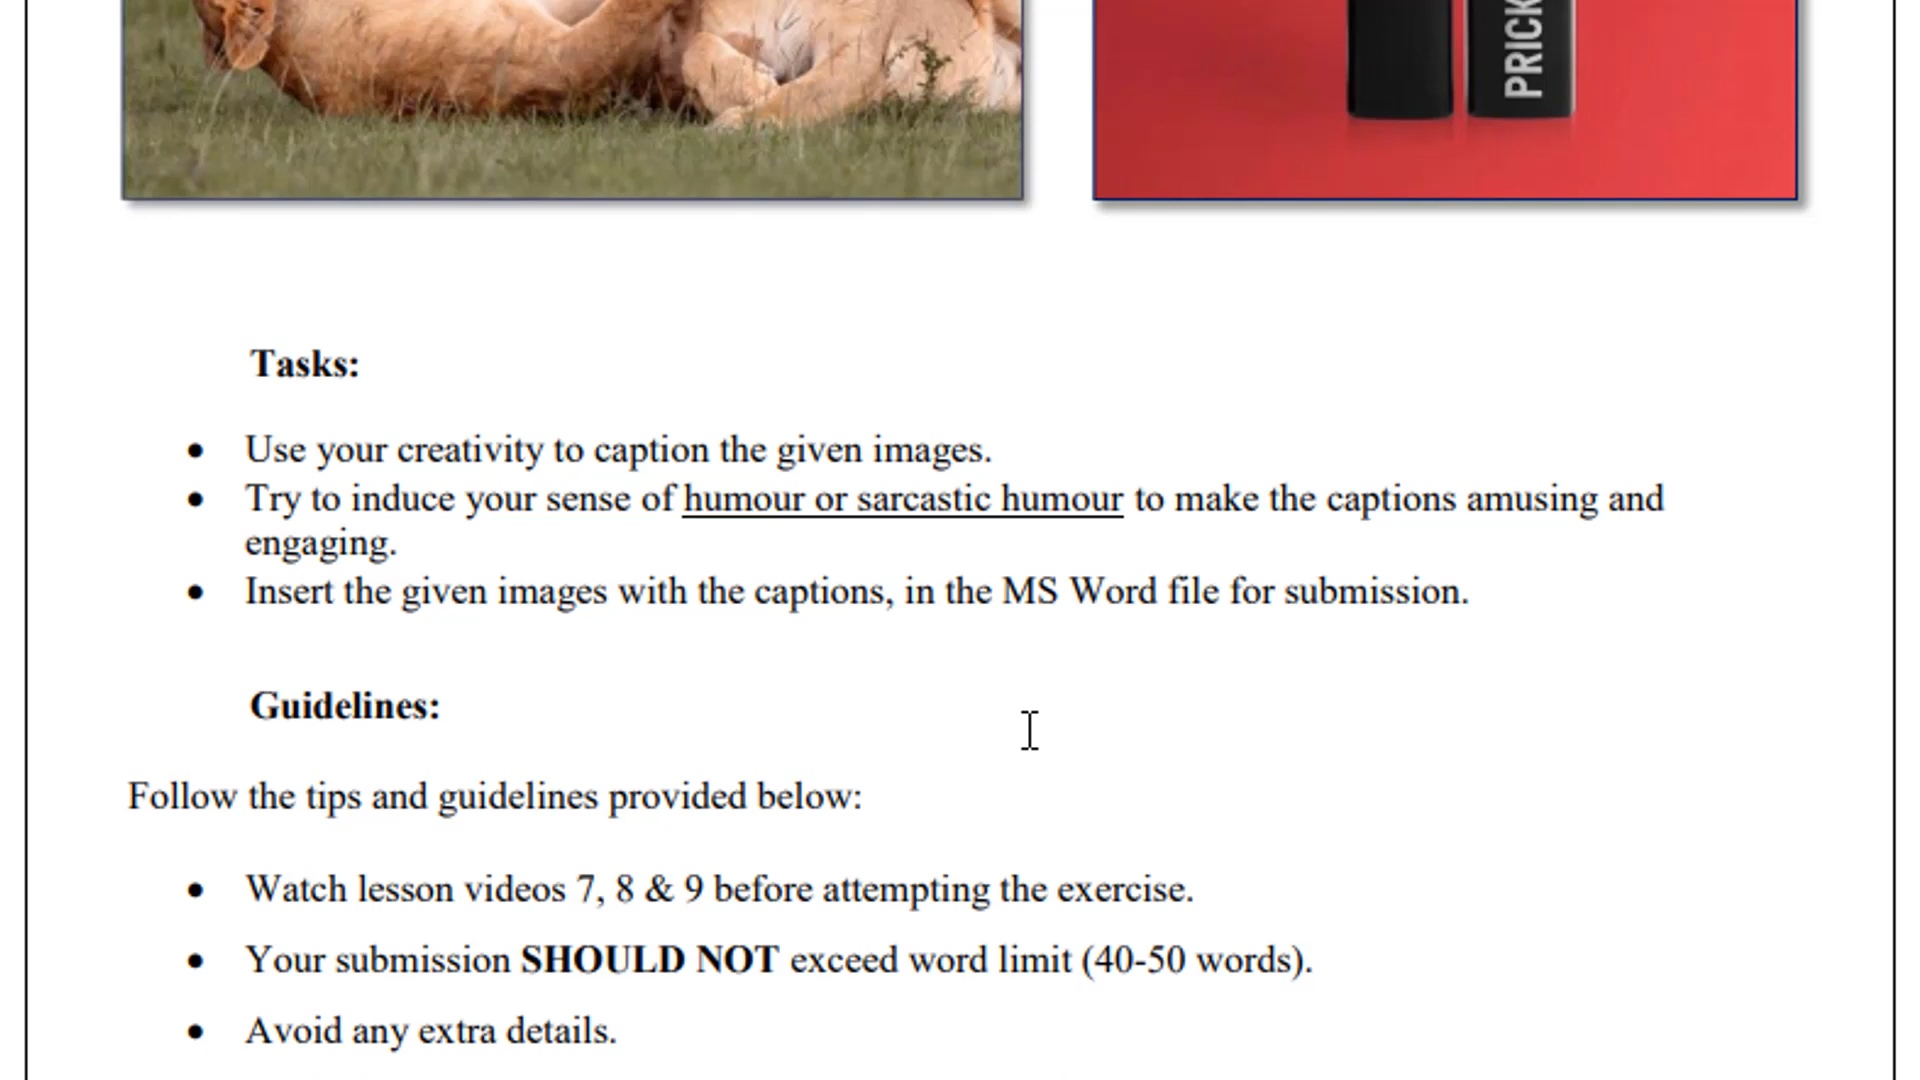 PRICK
Tasks:
• Use your creativity to caption the given images.
• Try to induce your sense of humour or sarcastic humour to make the captions amusing and
engaging.
• Insert the given images with the captions, in the MS Word file for submission.
Guidelines:
Follow the tips and guidelines provided below:
• Watch lesson videos 7, 8 & 9 before attempting the exercise.
• Your submission SHOULD NOT exceed word limit (40-50 words).
• Avoid any extra details.